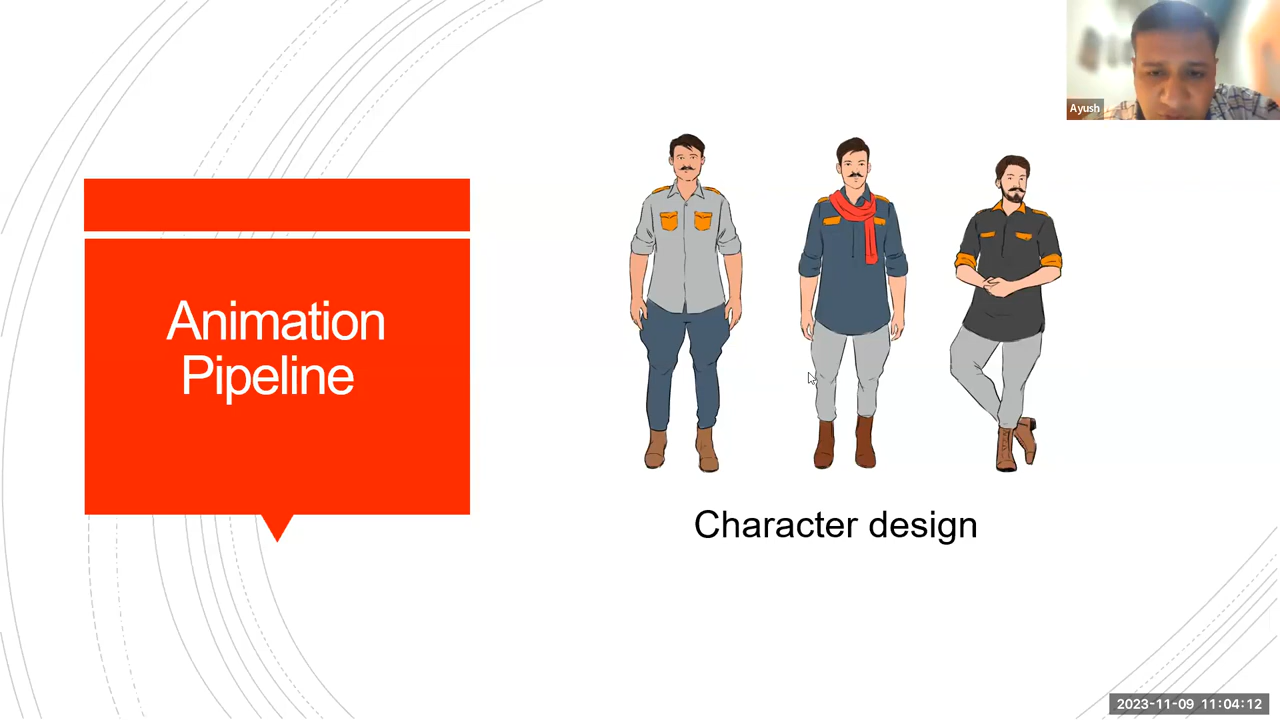 Ayush
Animation
Pipeline
Character design
2023-11-09 11:04:12